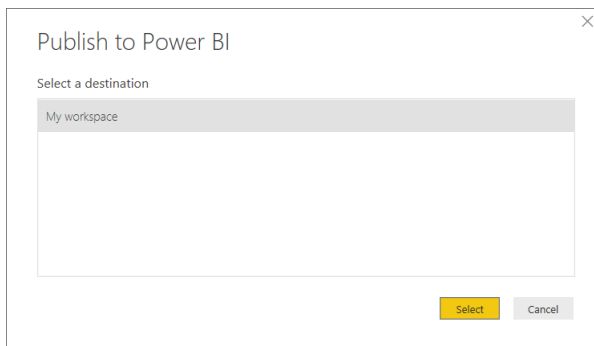 Publish to Power BI
Select a destination
My workspace
Select Cancel